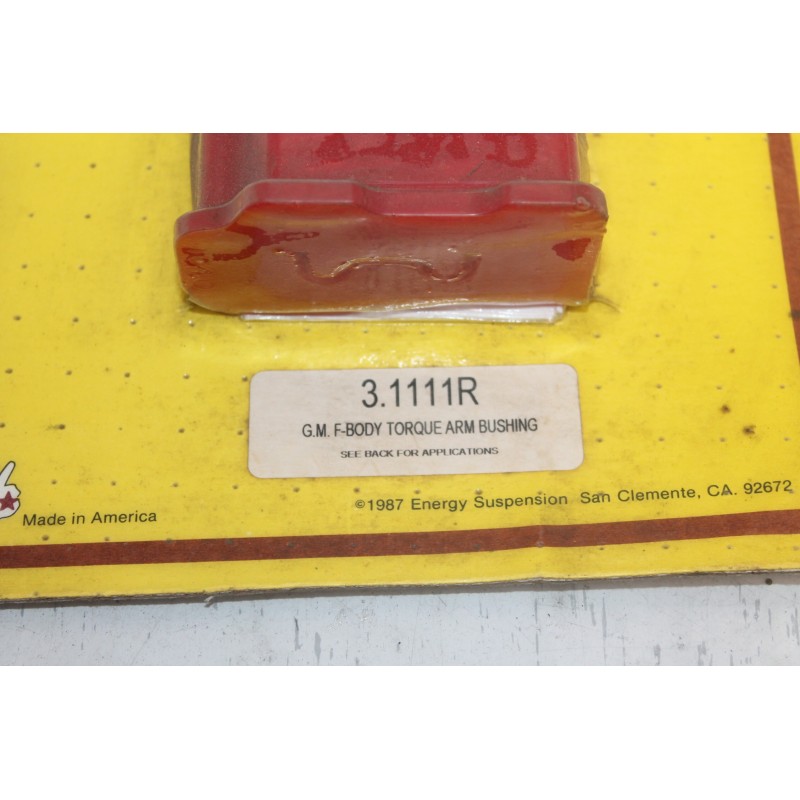 3.1111R
G.M. F-BODY TORQUE ARM BUSHING
SEE BACK FOR APPLICATIONS
©1987 Energy Suspension San Clemente, CA. 92672
Made in America